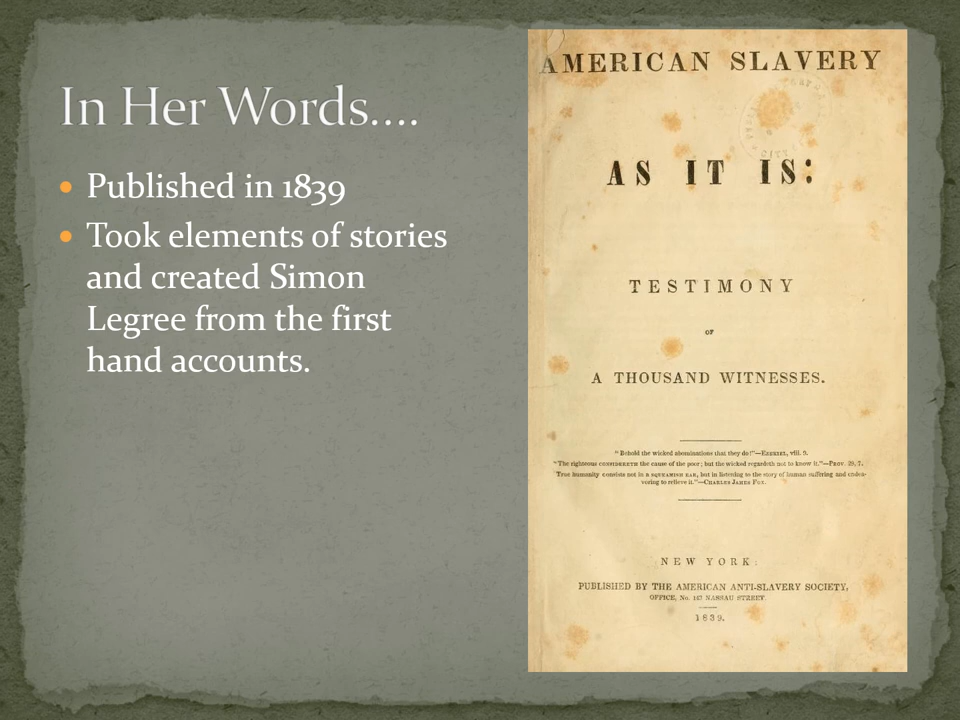 In Her Words….
Published in 1839
Took elements of stories
and created Simon
Legree from the first
hand accounts.
AMERICAN SLAVERY
AS IT IS:
TESTIMONY
OF
A THOUSAND WITNESSES.
"Behold the wicked abominations that they do!"—EZEKIEL, viii. 9.
"The righteous CONSIDERETH the cause of the poor; but the wicked regardeth not to know it."—PROV. 29, 7.
True humanity consists not in a SQUEAMISH EAR, but in listening to the story of human suffering and endea-
voring to relieve it."—CHARLES JAMES FOX.
NEW YORK:
PUBLISHED BY THE AMERICAN ANTI-SLAVERY SOCIETY,
OFFICE, No. 143 NASSAU STREET.
1839.